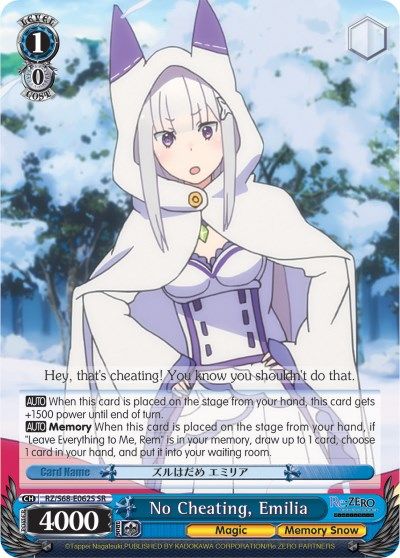 LEVEL
1
0
COST
Hey, that's cheating! You know you shouldn't do that.
AUTO When this card is placed on the stage from your hand, this card gets
+1500 power until end of turn.
AUTO Memory When this card is placed on the stage from your hand, if
"Leave Everything to Me, Rem" is in your memory, draw up to 1 card, choose
1 card in your hand, and put it into your waiting room.
Card Name ズルはだめ エミリア
CH RZ/S68-E062S SR
No Cheating, Emilia
Re:ZERO
POWER 4000
Magic
Memory Snow
©Tappei Nagatsuki,PUBLISHED BY KADOKAWA CORPORATION/Re:ZERO PARTNERS